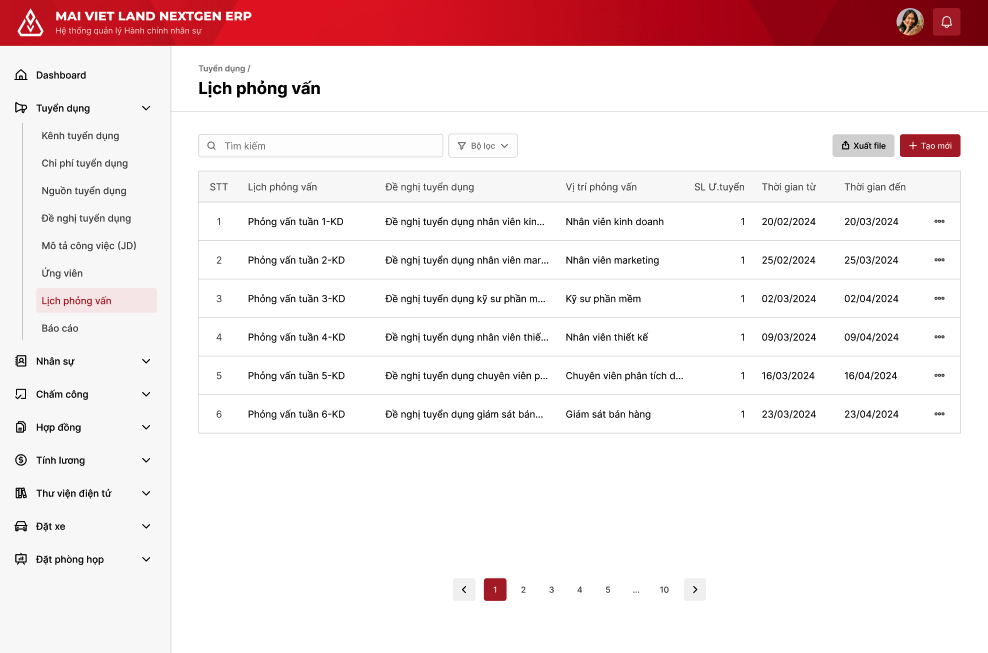 MAI VIET LAND NEXTGEN ERP
Hệ thống quản lý Hành chính nhân sự
Dashboard
Tuyển dụng
Kênh tuyển dụng
Chi phí tuyển dụng
Nguồn tuyển dụng
Đề nghị tuyển dụng
Mô tả công việc (JD)
Ứng viên
Lịch phỏng vấn
Báo cáo
Nhân sự
Chấm công
Hợp đồng
Tính lương
Thư viện điện tử
Đặt xe
Đặt phòng họp
Tuyển dụng /
Lịch phỏng vấn
Tìm kiếm
Bộ lọc
Xuất file
+ Tạo mới
STT Lịch phỏng vấn Đề nghị tuyển dụng Vị trí phỏng vấn SL Ư.tuyển Thời gian từ Thời gian đến
1 Phỏng vấn tuần 1-KD Đề nghị tuyển dụng nhân viên kin... Nhân viên kinh doanh 1 20/02/2024 20/03/2024
2 Phỏng vấn tuần 2-KD Đề nghị tuyển dụng nhân viên mar... Nhân viên marketing 1 25/02/2024 25/03/2024
3 Phỏng vấn tuần 3-KD Đề nghị tuyển dụng kỹ sư phần m... Kỹ sư phần mềm 1 02/03/2024 02/04/2024
4 Phỏng vấn tuần 4-KD Đề nghị tuyển dụng nhân viên thiế... Nhân viên thiết kế 1 09/03/2024 09/04/2024
5 Phỏng vấn tuần 5-KD Đề nghị tuyển dụng chuyên viên p... Chuyên viên phân tích d... 1 16/03/2024 16/04/2024
6 Phỏng vấn tuần 6-KD Đề nghị tuyển dụng giám sát bán... Giám sát bán hàng 1 23/03/2024 23/04/2024
1 2 3 4 5 ... 10